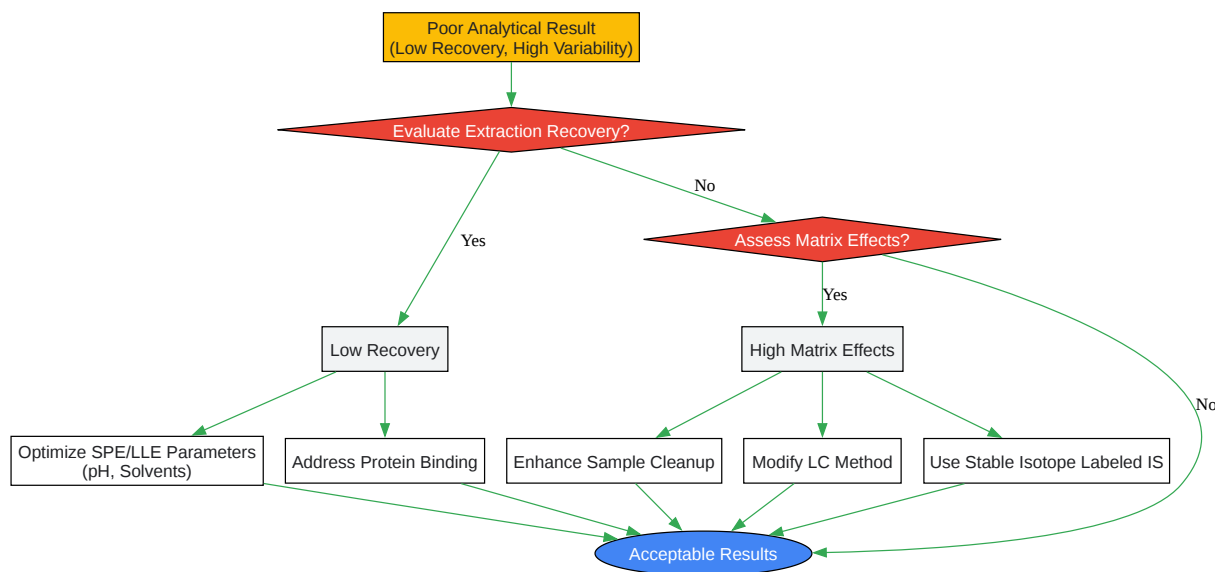 Poor Analytical Result
(Low Recovery, High Variability)
Evaluate Extraction Recovery?
No
Yes
Assess Matrix Effects?
Yes
No
Low Recovery
High Matrix Effects
Optimize SPE/LLE Parameters
(pH, Solvents)
Address Protein Binding
Enhance Sample Cleanup
Modify LC Method
Use Stable Isotope Labeled IS
Acceptable Results